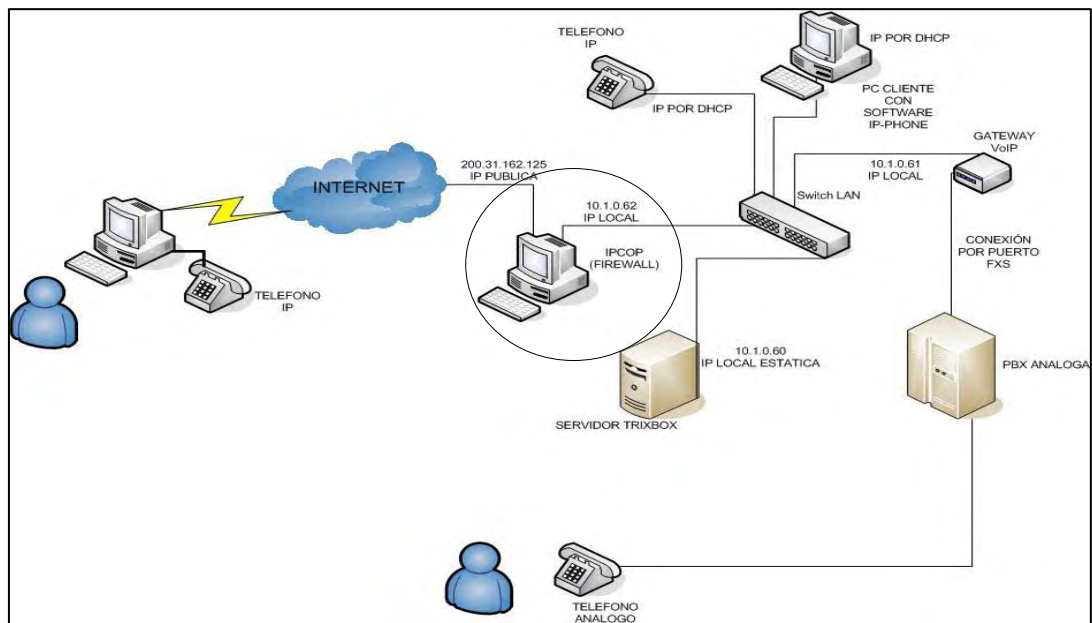 TELEFONO
IP
IP POR DHCP
IP POR DHCP
PC CLIENTE
CON
SOFTWARE
IP-PHONE
GATEWAY
VoIP
200.31.162.125
IP PUBLICA
INTERNET
10.1.0.61
IP LOCAL
10.1.0.62
IP LOCAL
Switch LAN
IPCOP
(FIREWALL)
CONEXIÓN
POR PUERTO
FXS
TELEFONO
IP
10.1.0.60
IP LOCAL ESTATICA
PBX ANALOGA
SERVIDOR TRIXBOX
TELEFONO
ANALOGO